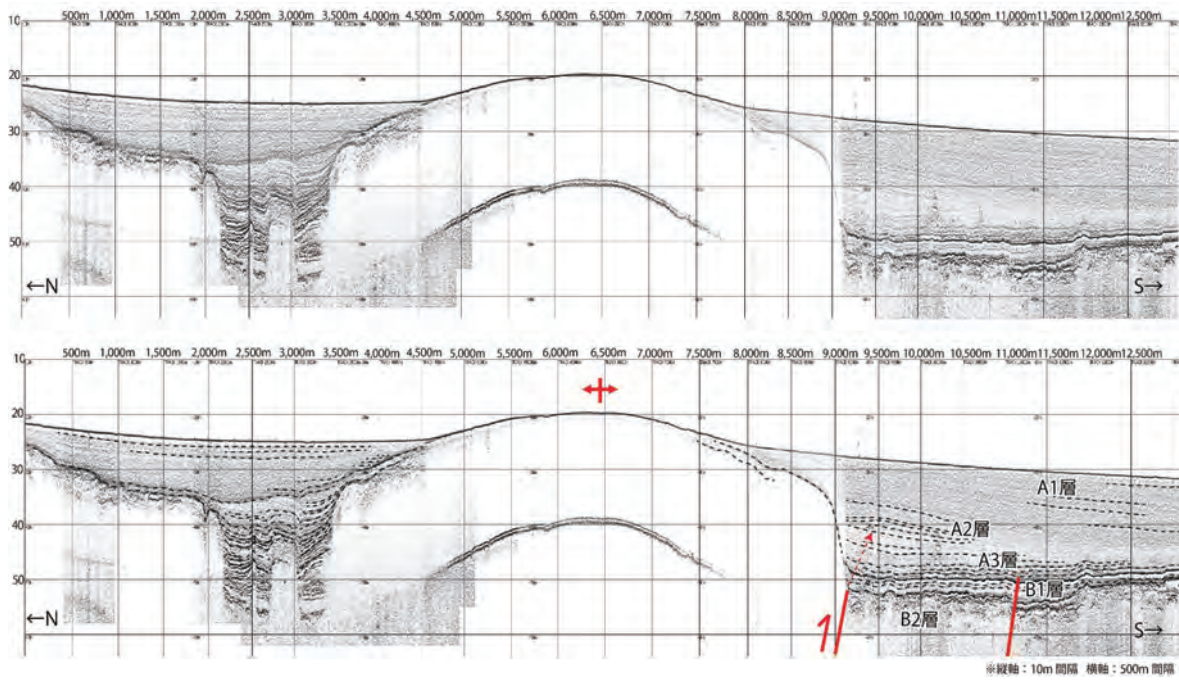 500m 1,000m 1,500m 2,000m 2,500m 3,000m 3,500m 4,000m 4,500m 5,000m 5,500m 6,000m 6,500m 7,000m 7,500m 8,000m 8,500m 9,000m 9,500m 10,000m 10,500m 11,000m 11,500m 12,000m 12,500m
10
20
30
40
50
←N S→
500m 1,000m 1,500m 2,000m 2,500m 3,000m 3,500m 4,000m 4,500m 5,000m 5,500m 6,000m 6,500m 7,000m 7,500m 8,000m 8,500m 9,000m 9,500m 10,000m 10,500m 11,000m 11,500m 12,000m 12,500m
10
20
30
A1層
40
A2層
A3層
50
B1層
B2層
←N S→
※縦軸：10m 間隔 横軸：500m 間隔